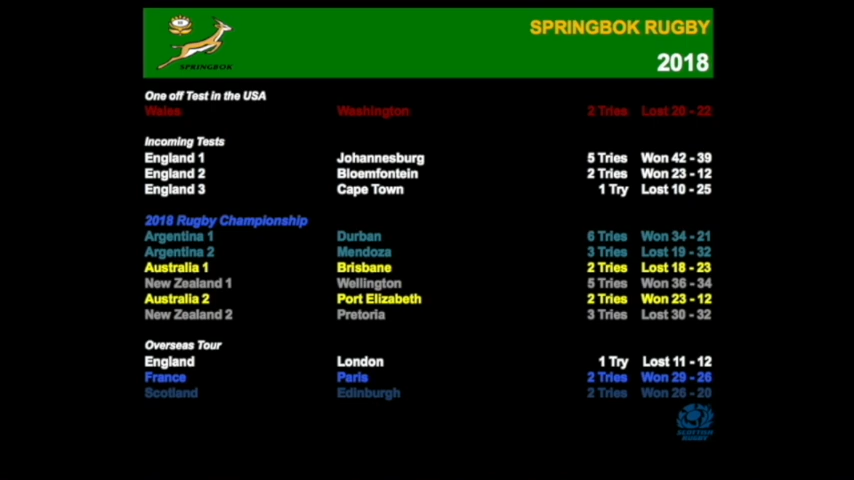 SPRINGBOK RUGBY
SPRINGBOK
2018
One off Test in the USA
Wales Washington 2 Tries Lost 20 - 22
Incoming Tests
England 1 Johannesburg 5 Tries Won 42 - 39
England 2 Bloemfontein 2 Tries Won 23 - 12
England 3 Cape Town 1 Try Lost 10 - 25
2018 Rugby Championship
Argentina 1 Durban 6 Tries Won 34 - 21
Argentina 2 Mendoza 3 Tries Lost 19 - 32
Australia 1 Brisbane 2 Tries Lost 18 - 23
New Zealand 1 Wellington 5 Tries Won 36 - 34
Australia 2 Port Elizabeth 2 Tries Won 23 - 12
New Zealand 2 Pretoria 3 Tries Lost 30 - 32
Overseas Tour
England London 1 Try Lost 11 - 12
France Paris 2 Tries Won 29 - 26
Scotland Edinburgh 2 Tries Won 26 - 20
SCOTTISH
RUGBY